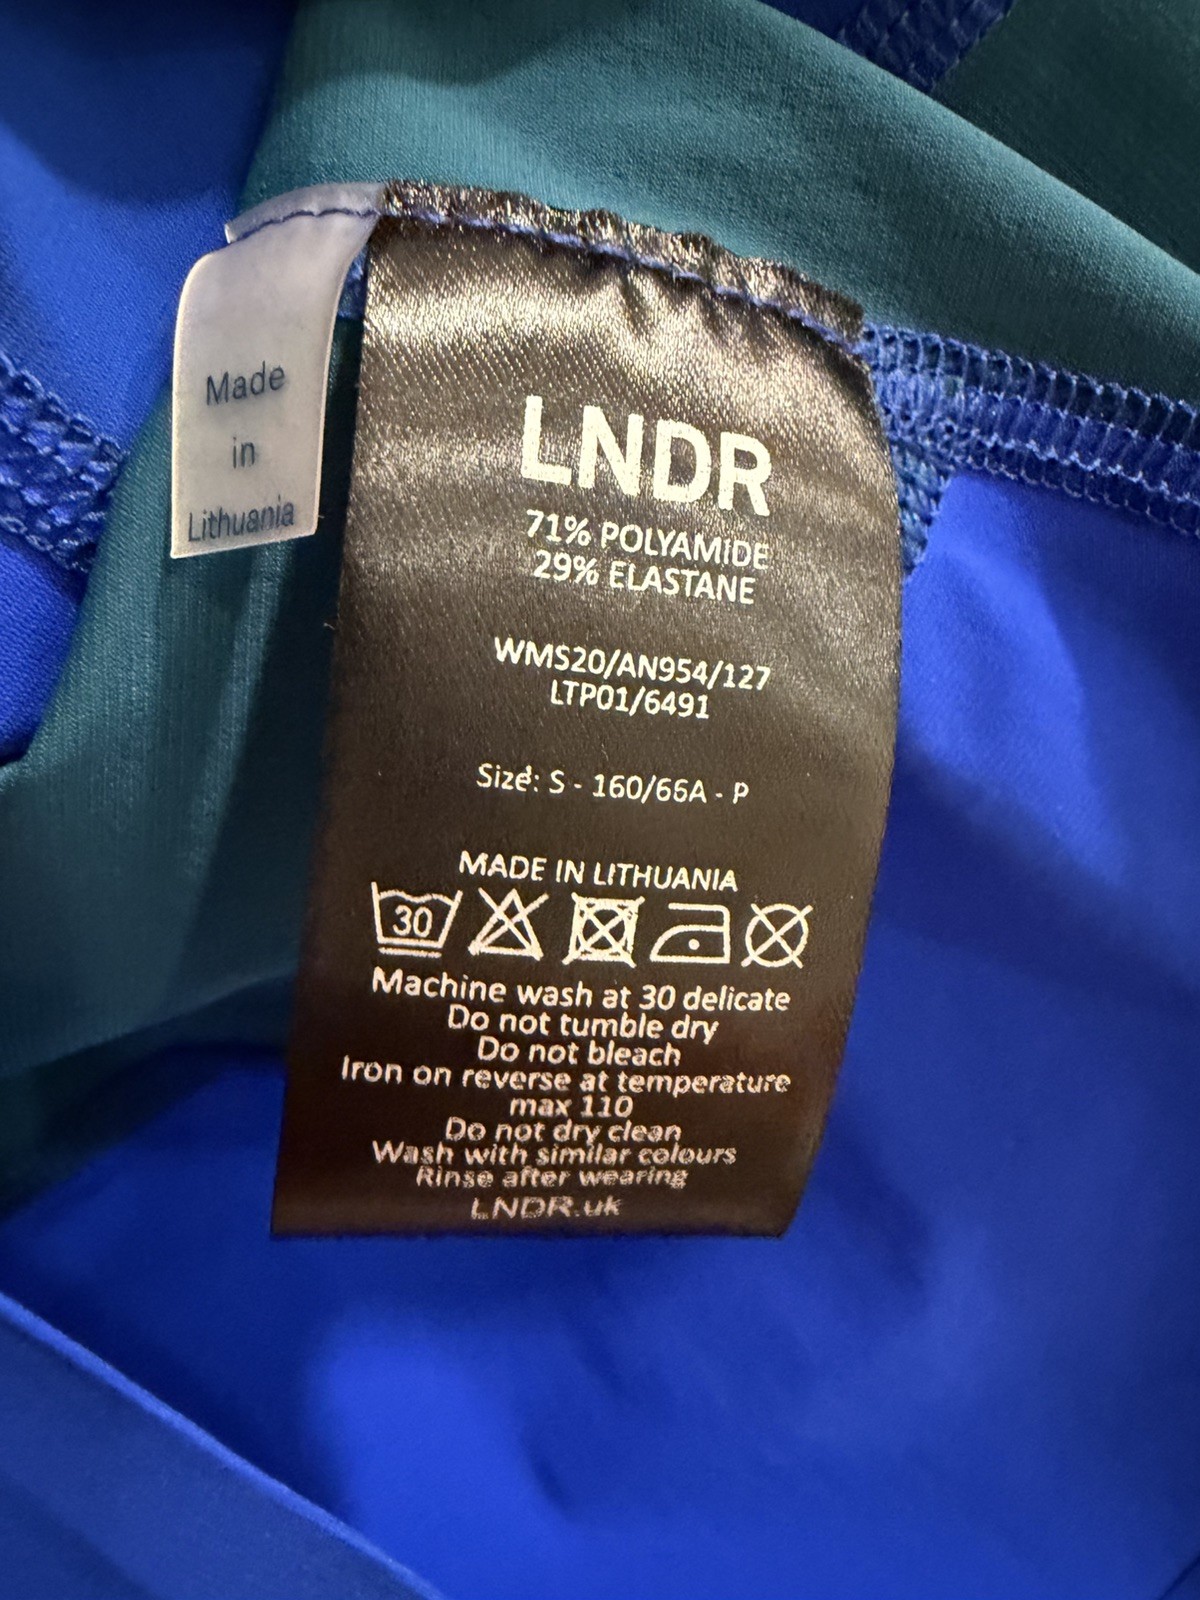 Made
in
Lithuania
LNDR
71% POLYAMIDE
29% ELASTANE
WMS20/AN954/127
LTP01/6491
Size: S - 160/66A - P
MADE IN LITHUANIA
30
Machine wash at 30 delicate
Do not tumble dry
Do not bleach
Iron on reverse at temperature
max 110
Do not dry clean
Wash with similar colours
Rinse after wearing
LNDR.uk